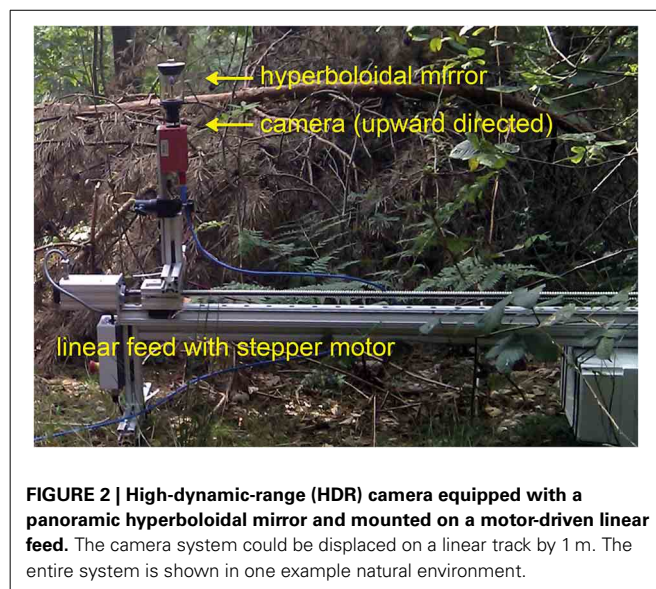 hyperboloidal mirror
camera (upward directed)
linear feed with stepper motor
FIGURE 2 | High-dynamic-range (HDR) camera equipped with a
panoramic hyperboloidal mirror and mounted on a motor-driven linear
feed. The camera system could be displaced on a linear track by 1 m. The
entire system is shown in one example natural environment.